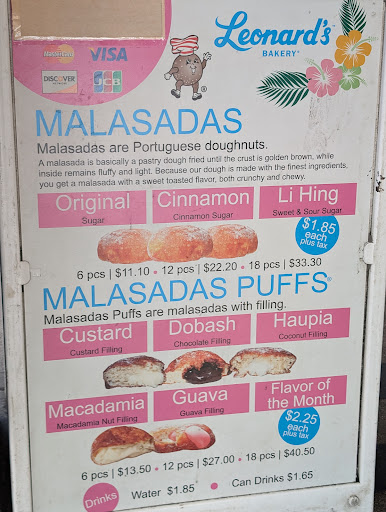 MasterCard
VISA
DISCOVER
JCB
Leonard's
BAKERY
MALASADAS
Malasadas are Portuguese doughnuts.
A malasada is basically a pastry dough fried until the crust is golden brown, while
inside remains fluffy and light. Because our dough is made with the finest ingredients,
you get a malasada with a sweet toasted flavor, both crunchy and chewy.
Original
Sugar
Cinnamon
Cinnamon Sugar
Li Hing
Sweet & Sour Sugar
$1.85
each
plus tax
6 pcs | $11.10 • 12 pcs | $22.20 • 18 pcs | $33.30
MALASADAS PUFFS®
Malasadas Puffs are malasadas with filling.
Custard
Custard Filling
Dobash
Chocolate Filling
Haupia
Coconut Filling
Macadamia
Macadamia Nut Filling
Guava
Guava Filling
Flavor of
the Month
$2.25
each
plus tax
6 pcs | $13.50 • 12 pcs | $27.00 • 18 pcs | $40.50
Drinks
Water $1.85 • Can Drinks $1.65